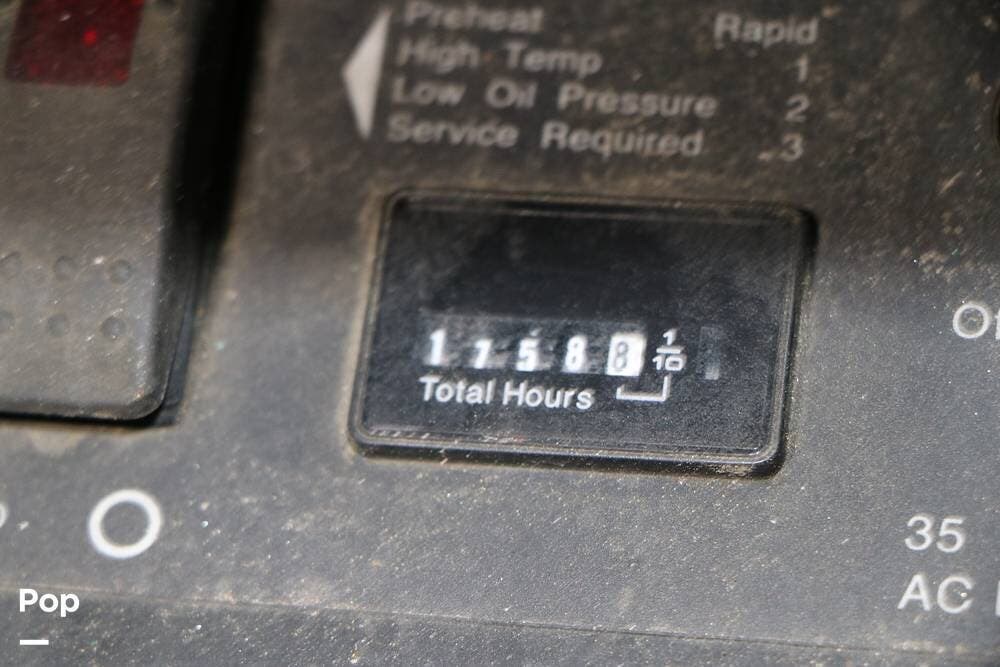 Preheat Rapid
High Temp 1
Low Oil Pressure 2
Service Required 3
1 7 5 8 8 1/10
Total Hours
35
AC
Pop